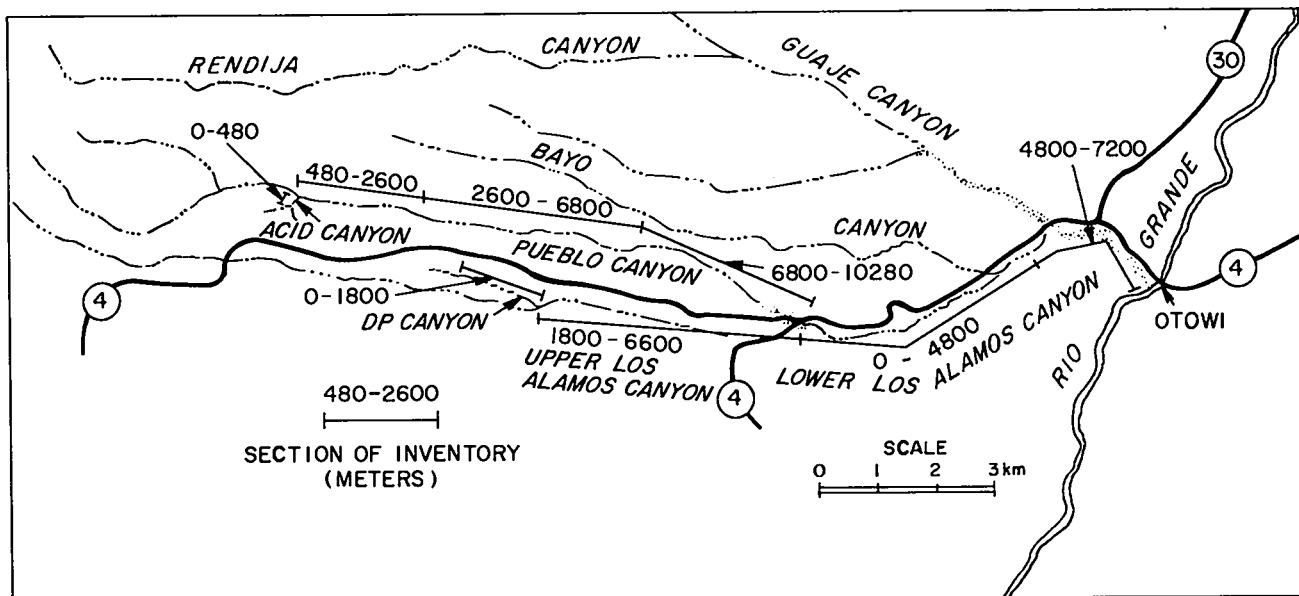 RENDIJA
CANYON
GUAJE CANYON
30
0-480
BAYO
4800-7200
480-2600
2600-6800
CANYON
GRANDE
ACID CANYON
PUEBLO CANYON
6800-10280
4
4
0-1800
DP CANYON
OTOWI
1800-6600
0 - 4800
UPPER LOS
ALAMOS CANYON
LOWER LOS ALAMOS CANYON
RIO
4
480-2600
SECTION OF INVENTORY
(METERS)
SCALE
0 1 2 3 km